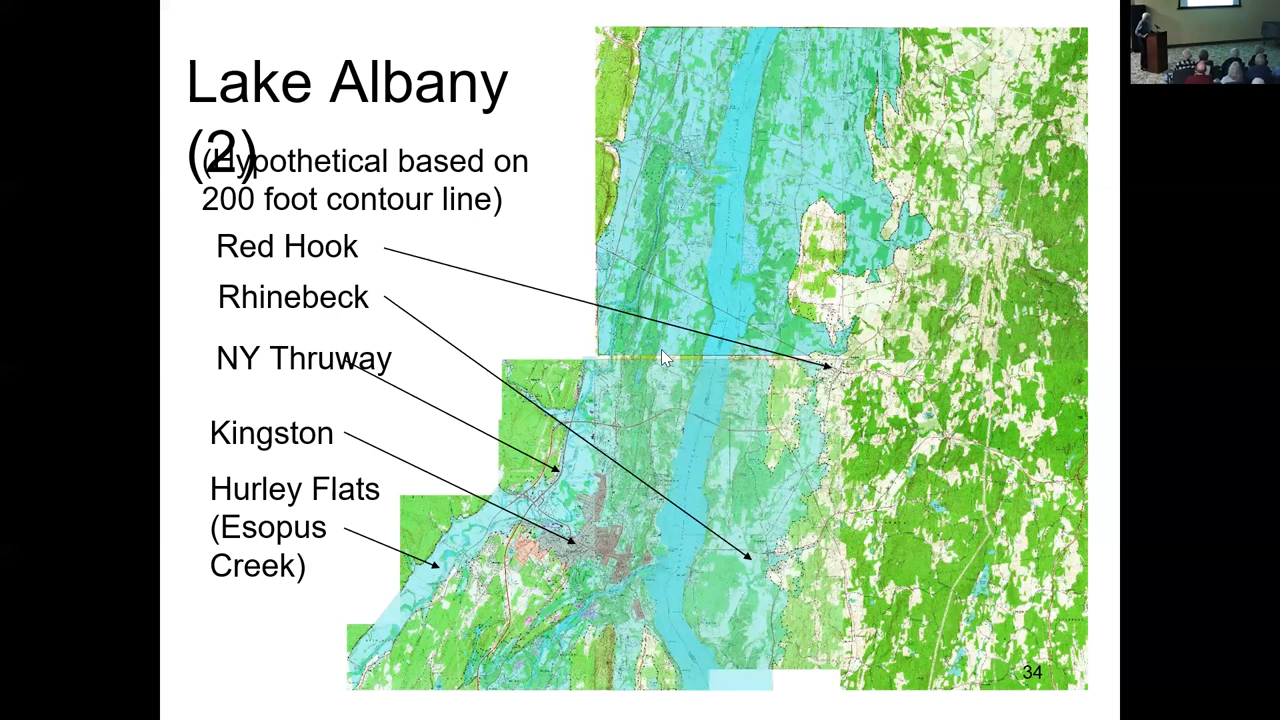 Lake Albany
(2)
(Hypothetical based on
200 foot contour line)
Red Hook
Rhinebeck
NY Thruway
Kingston
Hurley Flats
(Esopus
Creek)
34